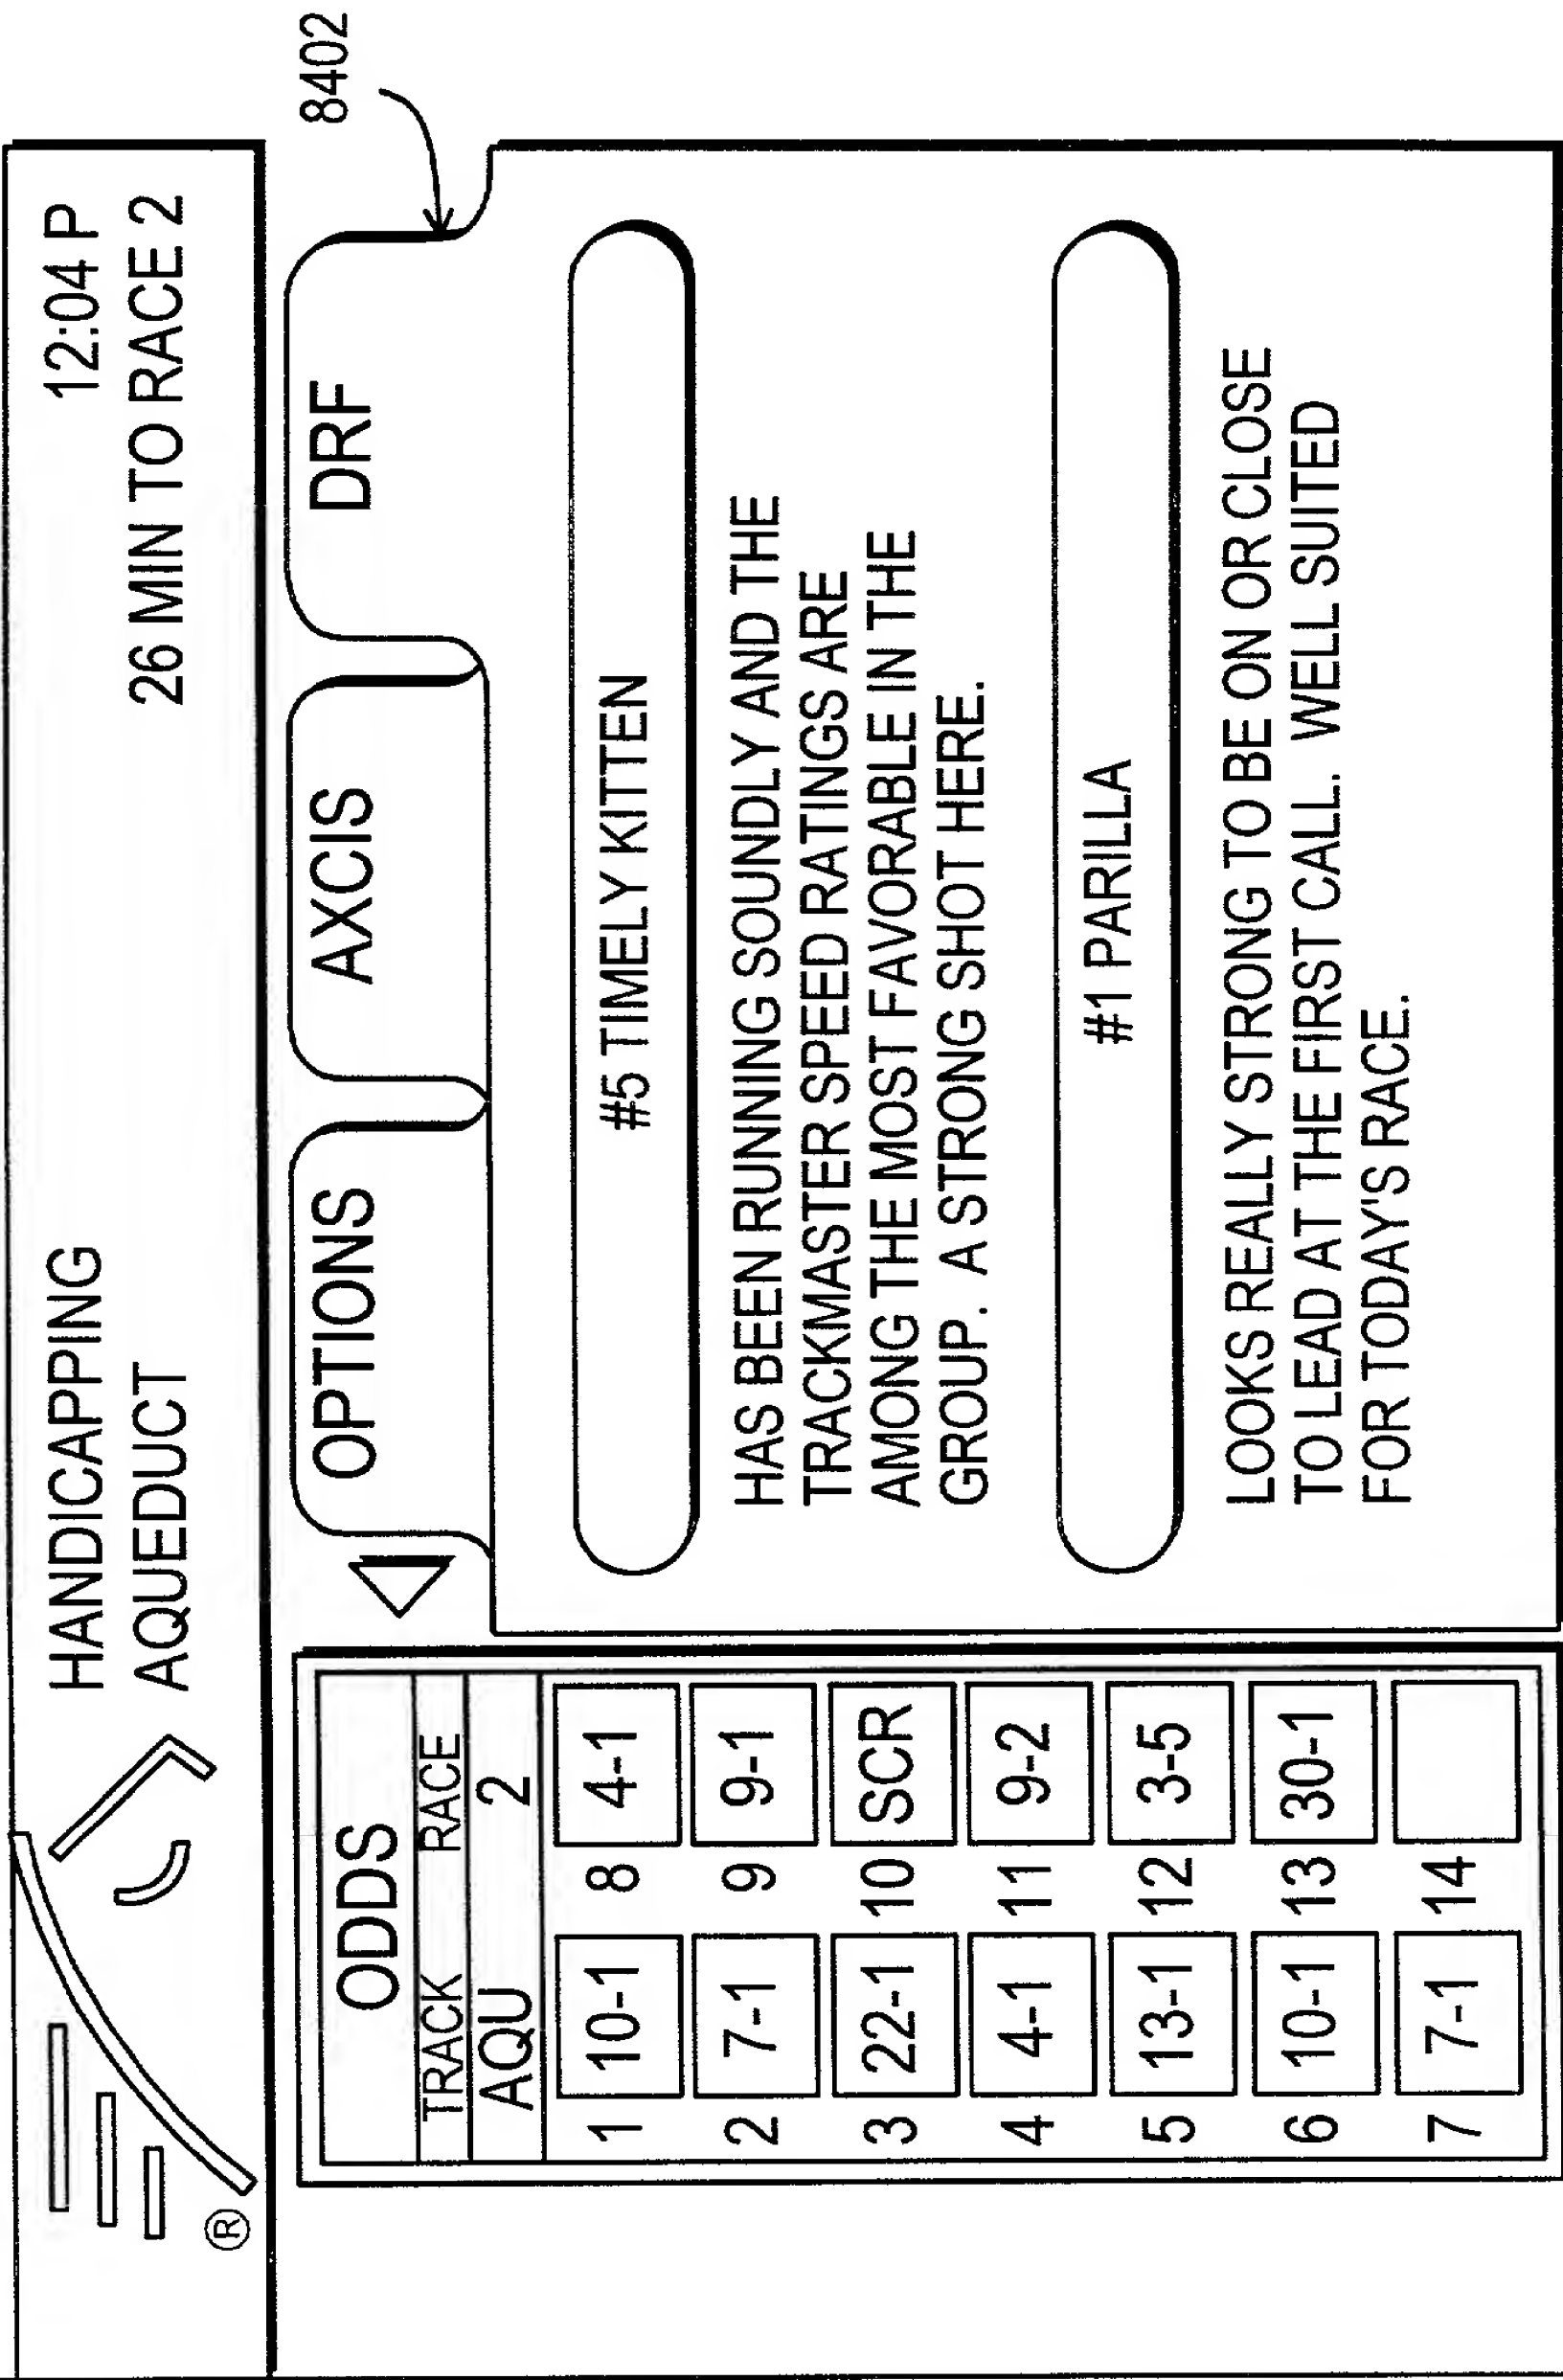 HANDICAPPING 12:04 P
AQUEDUCT 26 MIN TO RACE 2
®
8402
OPTIONS AXCIS DRF
ODDS
TRACK RACE
AQU 2
1 10-1 8 4-1
2 7-1 9 9-1
3 22-1 10 SCR
4 4-1 11 9-2
5 13-1 12 3-5
6 10-1 13 30-1
7 7-1 14
#5 TIMELY KITTEN
HAS BEEN RUNNING SOUNDLY AND THE
TRACKMASTER SPEED RATINGS ARE
AMONG THE MOST FAVORABLE IN THE
GROUP. A STRONG SHOT HERE.
#1 PARILLA
LOOKS REALLY STRONG TO BE ON OR CLOSE
TO LEAD AT THE FIRST CALL. WELL SUITED
FOR TODAY'S RACE.